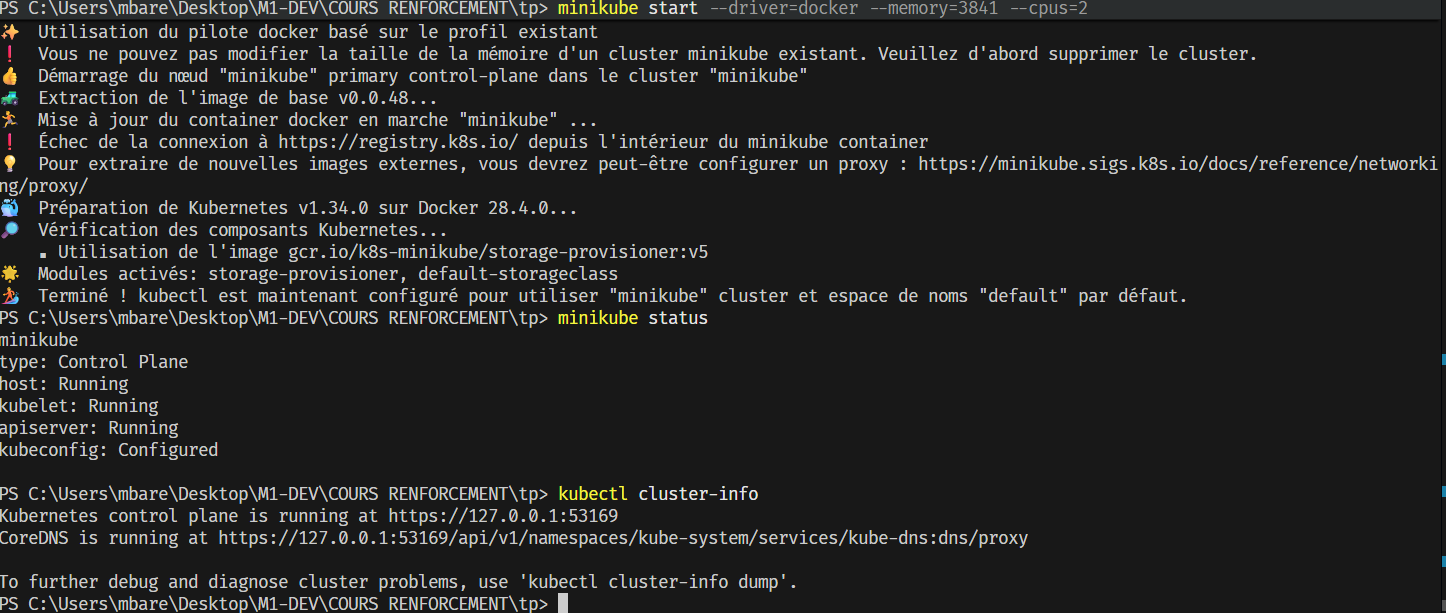 PS C:\Users\mbare\Desktop\M1-DEV\COURS RENFORCEMENT\tp> minikube start --driver=docker --memory=3841 --cpus=2
✨  Utilisation du pilote docker basé sur le profil existant
❗  Vous ne pouvez pas modifier la taille de la mémoire d'un cluster minikube existant. Veuillez d'abord supprimer le cluster.
👍  Démarrage du nœud "minikube" primary control-plane dans le cluster "minikube"
🚜  Extraction de l'image de base v0.0.48...
🏃  Mise à jour du container docker en marche "minikube" ...
❗  Échec de la connexion à https://registry.k8s.io/ depuis l'intérieur du minikube container
💡  Pour extraire de nouvelles images externes, vous devrez peut-être configurer un proxy : https://minikube.sigs.k8s.io/docs/reference/networki
ng/proxy/
🐳  Préparation de Kubernetes v1.34.0 sur Docker 28.4.0...
🔎  Vérification des composants Kubernetes...
    ▪ Utilisation de l'image gcr.io/k8s-minikube/storage-provisioner:v5
🌟  Modules activés: storage-provisioner, default-storageclass
🏄  Terminé ! kubectl est maintenant configuré pour utiliser "minikube" cluster et espace de noms "default" par défaut.
PS C:\Users\mbare\Desktop\M1-DEV\COURS RENFORCEMENT\tp> minikube status
minikube
type: Control Plane
host: Running
kubelet: Running
apiserver: Running
kubeconfig: Configured
PS C:\Users\mbare\Desktop\M1-DEV\COURS RENFORCEMENT\tp> kubectl cluster-info
Kubernetes control plane is running at https://127.0.0.1:53169
CoreDNS is running at https://127.0.0.1:53169/api/v1/namespaces/kube-system/services/kube-dns:dns/proxy
To further debug and diagnose cluster problems, use 'kubectl cluster-info dump'.
PS C:\Users\mbare\Desktop\M1-DEV\COURS RENFORCEMENT\tp>